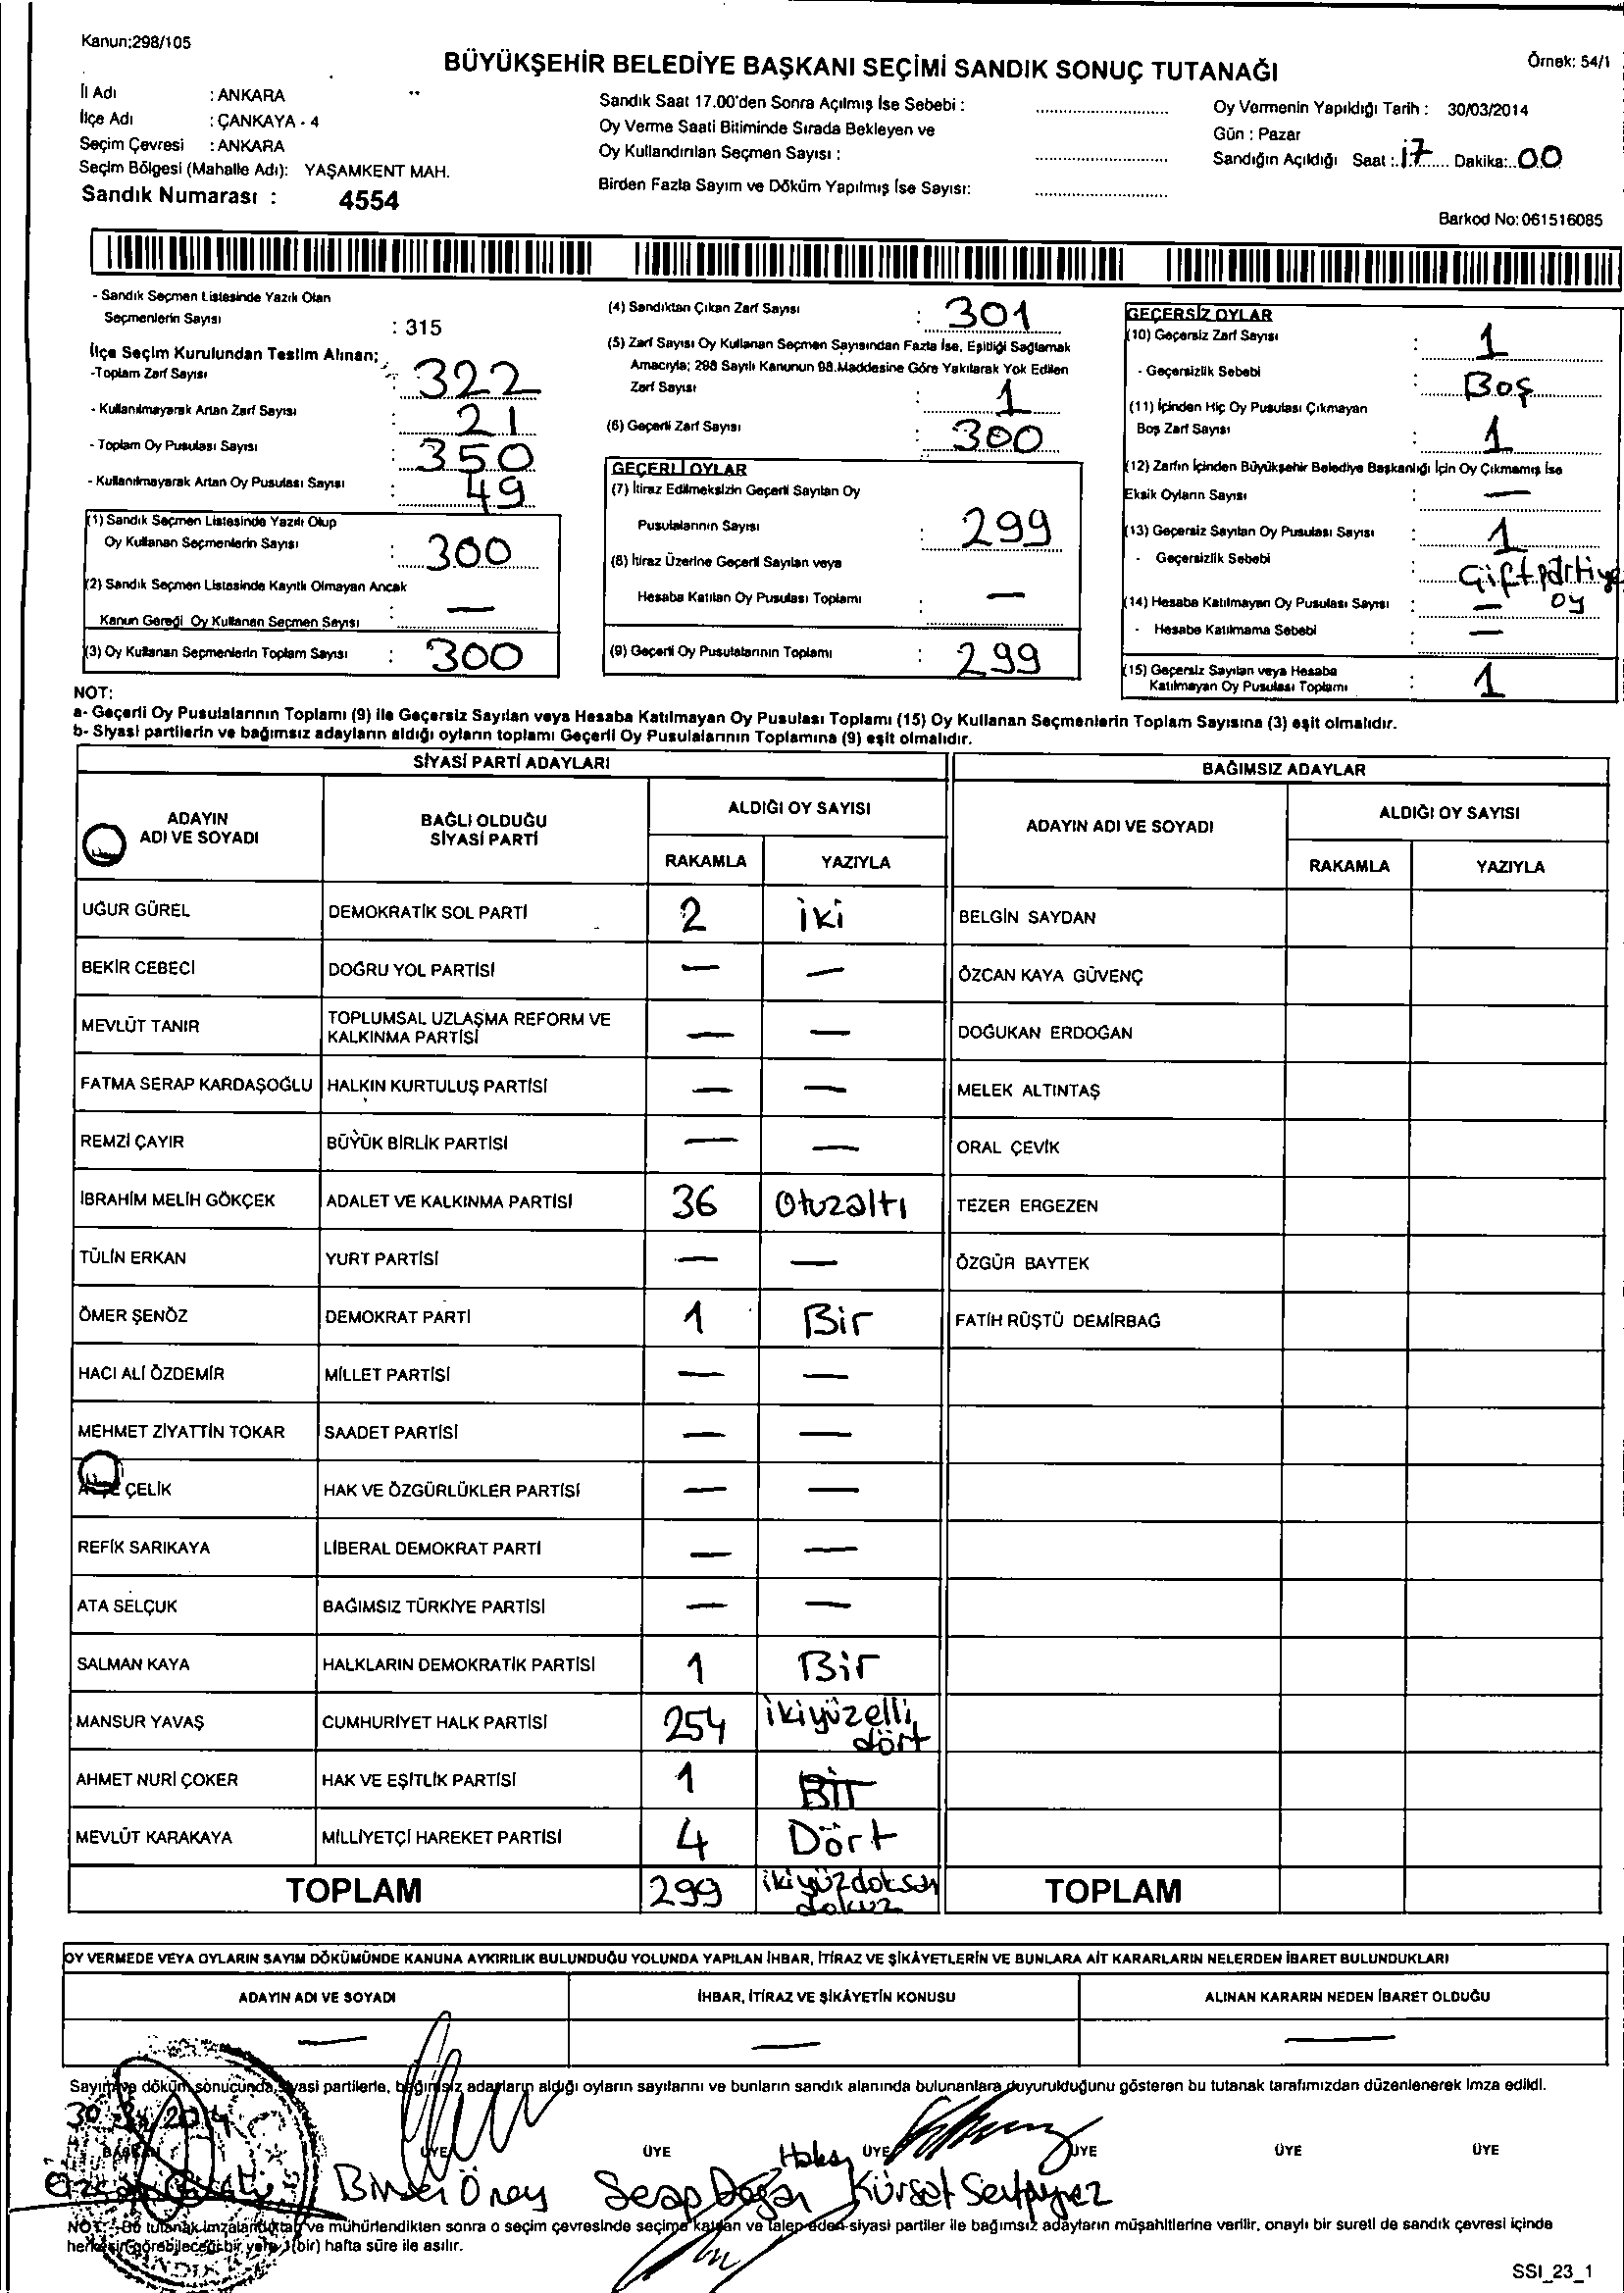 Kanun:298/105
BÜYÜKŞEHİR BELEDİYE BAŞKANI SEÇİMİ SANDIK SONUÇ TUTANAĞI
Örnek: 54/1
İl Adı : ANKARA
İlçe Adı : ÇANKAYA - 4
Seçim Çevresi : ANKARA
Seçim Bölgesi (Mahalle Adı): YAŞAMKENT MAH.
Sandık Numarası : 4554
Sandık Saat 17.00'den Sonra Açılmış İse Sebebi :
Oy Verme Saati Bitiminde Sırada Bekleyen ve
Oy Kullandırılan Seçmen Sayısı :
Birden Fazla Sayım ve Döküm Yapılmış İse Sayısı:
Oy Vermenin Yapıldığı Tarih : 30/03/2014
Gün : Pazar
Sandığın Açıldığı Saat : 17 Dakika: 00
Barkod No: 061516085
- Sandık Seçmen Listesinde Yazılı Olan
Seçmenlerin Sayısı : 315
İlçe Seçim Kurulundan Teslim Alınan;
-Toplam Zarf Sayısı : 322
- Kullanılmayarak Artan Zarf Sayısı : 21
- Toplam Oy Pusulası Sayısı : 350
- Kullanılmayarak Artan Oy Pusulası Sayısı : 49
(1) Sandık Seçmen Listesinde Yazılı Olup
Oy Kullanan Seçmenlerin Sayısı : 300
(2) Sandık Seçmen Listesinde Kayıtlı Olmayan Ancak
Kanun Gereği Oy Kullanan Seçmen Sayısı : —
(3) Oy Kullanan Seçmenlerin Toplam Sayısı : 300
(4) Sandıktan Çıkan Zarf Sayısı : 301
(5) Zarf Sayısı Oy Kullanan Seçmen Sayısından Fazla İse, Eşitliği Sağlamak
Amacıyla; 298 Sayılı Kanunun 98.Maddesine Göre Yakılarak Yok Edilen
Zarf Sayısı : 1
(6) Geçerli Zarf Sayısı : 300
GEÇERLİ OYLAR
(7) İtiraz Edilmeksizin Geçerli Sayılan Oy
Pusulalarının Sayısı : 299
(8) İtiraz Üzerine Geçerli Sayılan veya
Hesaba Katılan Oy Pusulası Toplamı : —
(9) Geçerli Oy Pusulalarının Toplamı : 299
GEÇERSİZ OYLAR
(10) Geçersiz Zarf Sayısı : 1
- Geçersizlik Sebebi : Boş
(11) İçinden Hiç Oy Pusulası Çıkmayan
Boş Zarf Sayısı : 1
(12) Zarfın İçinden Büyükşehir Belediye Başkanlığı İçin Oy Çıkmamış İse
Eksik Oyların Sayısı : —
(13) Geçersiz Sayılan Oy Pusulası Sayısı : 1
- Geçersizlik Sebebi : Çift partiye oy
(14) Hesaba Katılmayan Oy Pusulası Sayısı : —
- Hesaba Katılmama Sebebi : —
(15) Geçersiz Sayılan veya Hesaba
Katılmayan Oy Pusulası Toplamı : 1
NOT:
a- Geçerli Oy Pusulalarının Toplamı (9) ile Geçersiz Sayılan veya Hesaba Katılmayan Oy Pusulası Toplamı (15) Oy Kullanan Seçmenlerin Toplam Sayısına (3) eşit olmalıdır.
b- Siyasi partilerin ve bağımsız adayların aldığı oyların toplamı Geçerli Oy Pusulalarının Toplamına (9) eşit olmalıdır.
SİYASİ PARTİ ADAYLARI
ADAYIN ADI VE SOYADI
BAĞLI OLDUĞU SİYASİ PARTİ
ALDIĞI OY SAYISI
RAKAMLA YAZIYLA
UĞUR GÜREL DEMOKRATİK SOL PARTİ 2 iki
BEKİR CEBECİ DOĞRU YOL PARTİSİ — —
MEVLÜT TANIR TOPLUMSAL UZLAŞMA REFORM VE KALKINMA PARTİSİ — —
FATMA SERAP KARDAŞOĞLU HALKIN KURTULUŞ PARTİSİ — —
REMZİ ÇAYIR BÜYÜK BİRLİK PARTİSİ — —
İBRAHİM MELİH GÖKÇEK ADALET VE KALKINMA PARTİSİ 36 Otuzaltı
TÜLİN ERKAN YURT PARTİSİ — —
ÖMER ŞENÖZ DEMOKRAT PARTİ 1 Bir
HACI ALİ ÖZDEMİR MİLLET PARTİSİ — —
MEHMET ZİYATTİN TOKAR SAADET PARTİSİ — —
ÇELİK HAK VE ÖZGÜRLÜKLER PARTİSİ — —
REFİK SARIKAYA LİBERAL DEMOKRAT PARTİ — —
ATA SELÇUK BAĞIMSIZ TÜRKİYE PARTİSİ — —
SALMAN KAYA HALKLARIN DEMOKRATİK PARTİSİ 1 Bir
MANSUR YAVAŞ CUMHURİYET HALK PARTİSİ 254 ikiyüzelli dört
AHMET NURİ ÇOKER HAK VE EŞİTLİK PARTİSİ 1 Bir
MEVLÜT KARAKAYA MİLLİYETÇİ HAREKET PARTİSİ 4 Dört
TOPLAM 299 ikiyüzdoksan dokuz
BAĞIMSIZ ADAYLAR
ADAYIN ADI VE SOYADI
ALDIĞI OY SAYISI
RAKAMLA YAZIYLA
BELGİN SAYDAN
ÖZCAN KAYA GÜVENÇ
DOĞUKAN ERDOĞAN
MELEK ALTINTAŞ
ORAL ÇEVİK
TEZER ERGEZEN
ÖZGÜR BAYTEK
FATİH RÜŞTÜ DEMİRBAĞ
TOPLAM
OY VERMEDE VEYA OYLARIN SAYIM DÖKÜMÜNDE KANUNA AYKIRILIK BULUNDUĞU YOLUNDA YAPILAN İHBAR, İTİRAZ VE ŞİKÂYETLERİN VE BUNLARA AİT KARARLARIN NELERDEN İBARET BULUNDUKLARI
ADAYIN ADI VE SOYADI İHBAR, İTİRAZ VE ŞİKÂYETİN KONUSU ALINAN KARARIN NEDEN İBARET OLDUĞU
— — —
Sayım ve döküm sonucunda, siyasi partilerle, bağımsız adayların aldığı oyların sayılarını ve bunların sandık alanında bulunanlara duyurulduğunu gösteren bu tutanak tarafımızdan düzenlenerek imza edildi.
BAŞKAN ÜYE ÜYE ÜYE ÜYE ÜYE ÜYE
Serap Kürşat
NOT: -Bu tutanak imzalandıktan ve mühürlendikten sonra o seçim çevresinde seçime katılan ve talep eden siyasi partiler ile bağımsız adayların müşahitlerine verilir, onaylı bir sureti de sandık çevresi içinde
herkesin görebileceği bir yere 1(bir) hafta süre ile asılır.
SSI_23_1